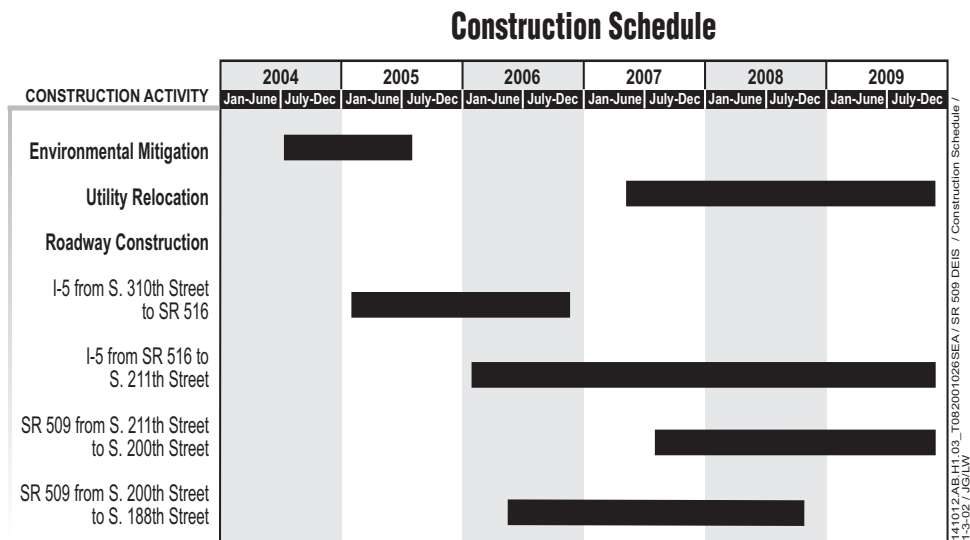 Construction Schedule
2004 2005 2006 2007 2008 2009
CONSTRUCTION ACTIVITY Jan-June July-Dec Jan-June July-Dec Jan-June July-Dec Jan-June July-Dec Jan-June July-Dec Jan-June July-Dec
Environmental Mitigation
Utility Relocation
Roadway Construction
I-5 from S. 310th Street
to SR 516
I-5 from SR 516 to
S. 211th Street
SR 509 from S. 211th Street
to S. 200th Street
SR 509 from S. 200th Street
to S. 188th Street
141012.AB.H1.03_T082001026SEA / SR 509 DEIS / Construction Schedule /
1-3-02 / JG/LW